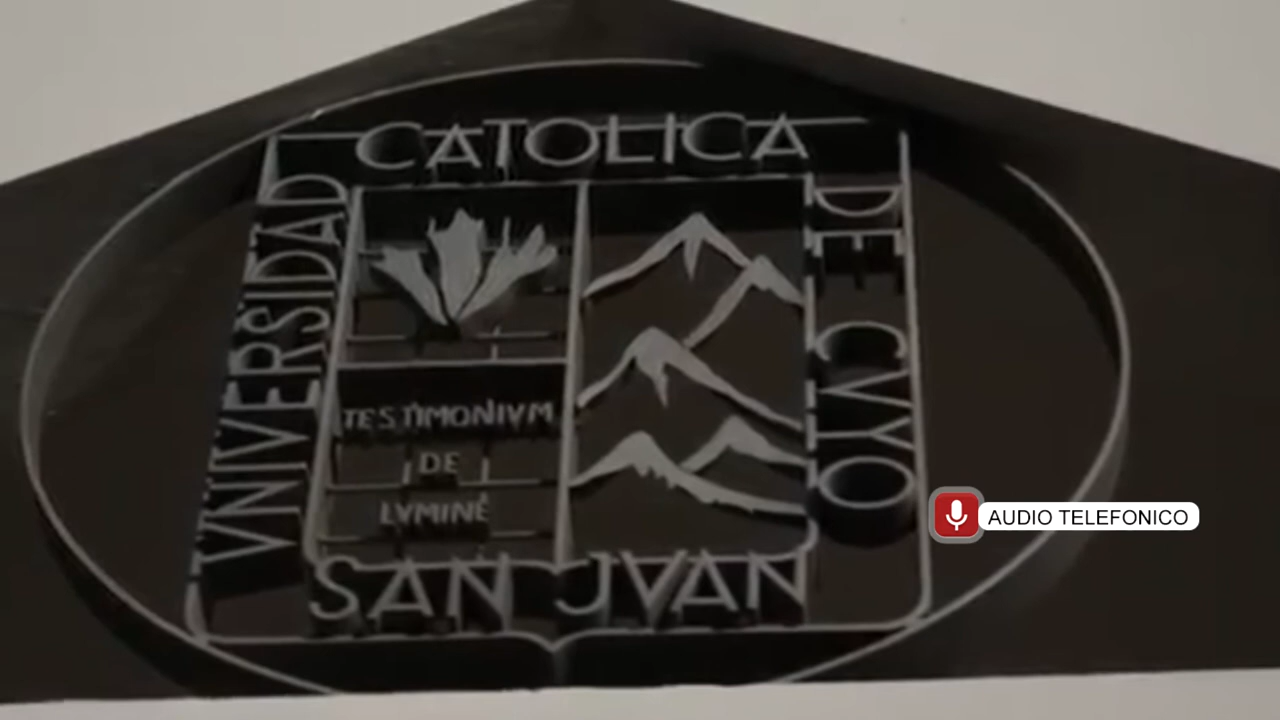 VNIVERSIDAD
CATOLICA
DE CVYO
TESTIMONIVM
DE
LVMINE
SAN JVAN
AUDIO TELEFONICO